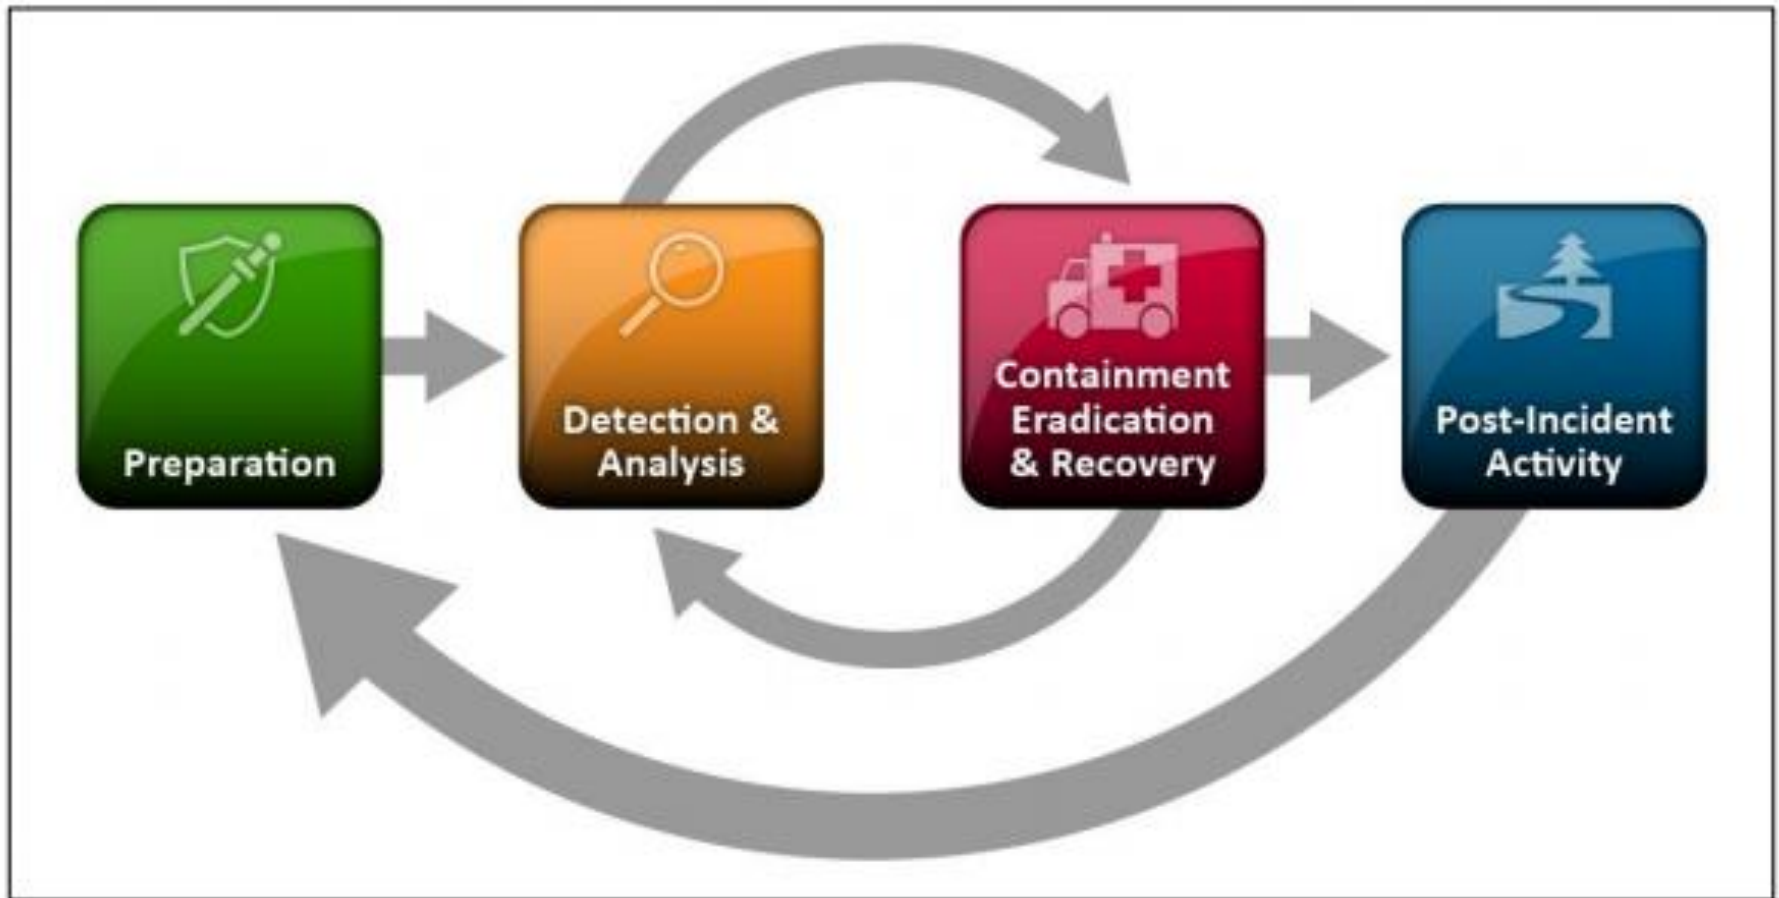 Preparation
Detection &
Analysis
Containment
Eradication
& Recovery
Post-Incident
Activity